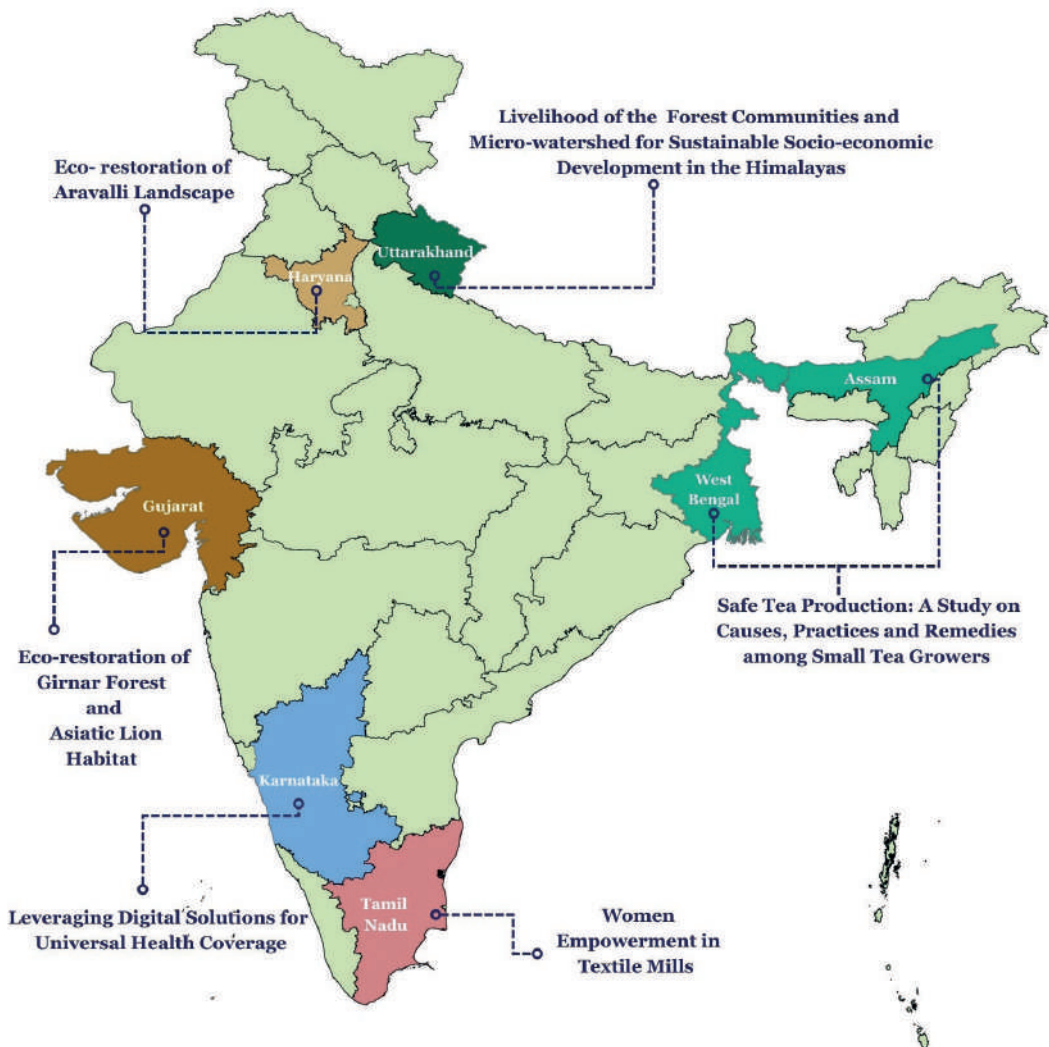 Livelihood of the Forest Communities and
Micro-watershed for Sustainable Socio-economic
Development in the Himalayas
Eco- restoration of
Aravalli Landscape
Uttarakhand
Haryana
Assam
West
Bengal
Gujarat
Safe Tea Production: A Study on
Causes, Practices and Remedies
among Small Tea Growers
Eco-restoration of
Girnar Forest
and
Asiatic Lion
Habitat
Karnataka
Tamil
Nadu
Leveraging Digital Solutions for
Universal Health Coverage
Women
Empowerment in
Textile Mills